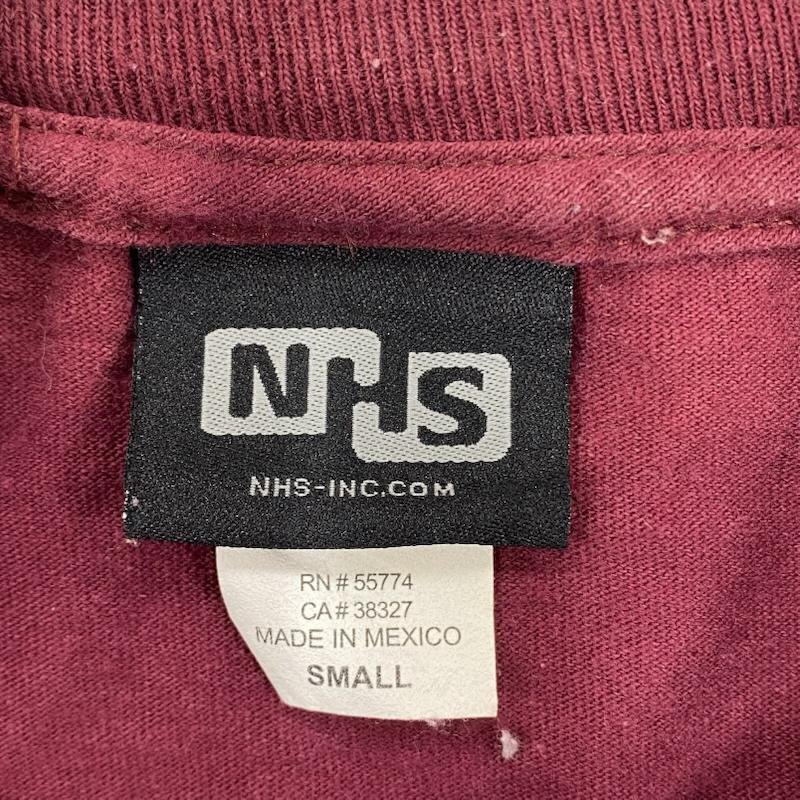 NHS
NHS-INC.COM
RN # 55774
CA # 38327
MADE IN MEXICO
SMALL